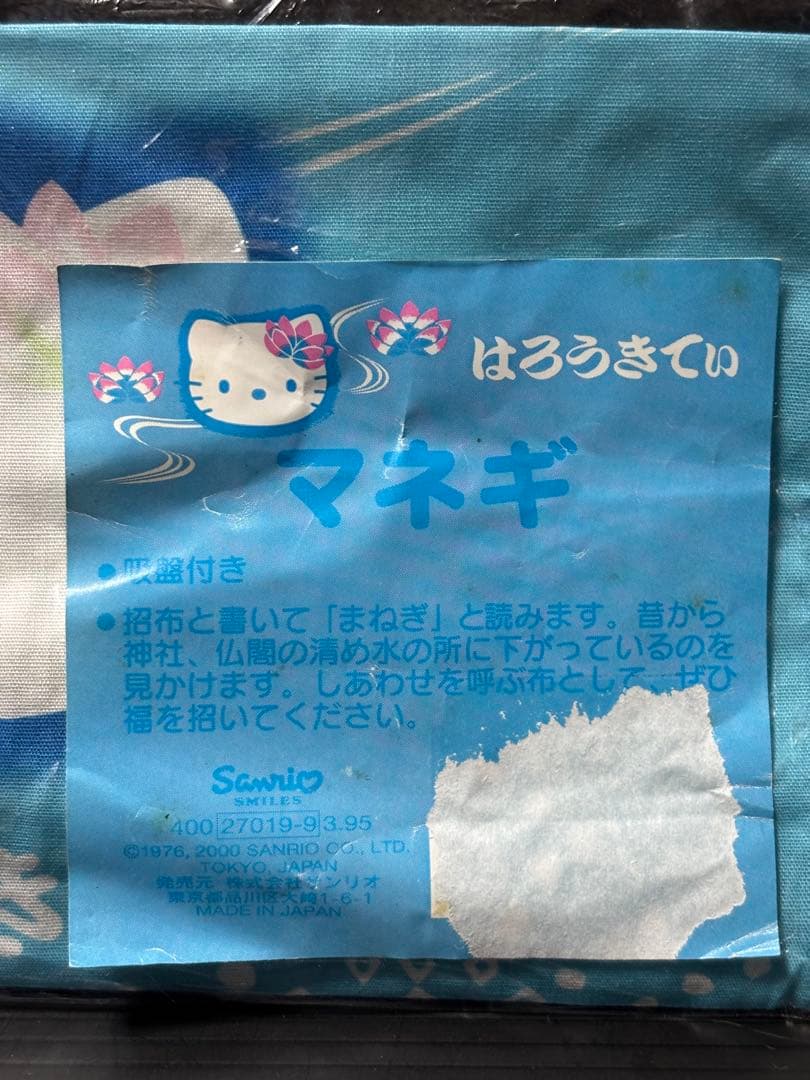 はろうきてぃ
マネギ
●吸盤付き
●招布と書いて「まねぎ」と読みます。昔から
神社、仏閣の清め水の所に下がっているのを
見かけます。しあわせを呼ぶ布として、ぜひ
福を招いてください。
Sanrio
SMILES
400 27019-9 3.95
©1976, 2000 SANRIO CO., LTD.
TOKYO, JAPAN
発売元 株式会社サンリオ
東京都品川区大崎1-6-1
MADE IN JAPAN